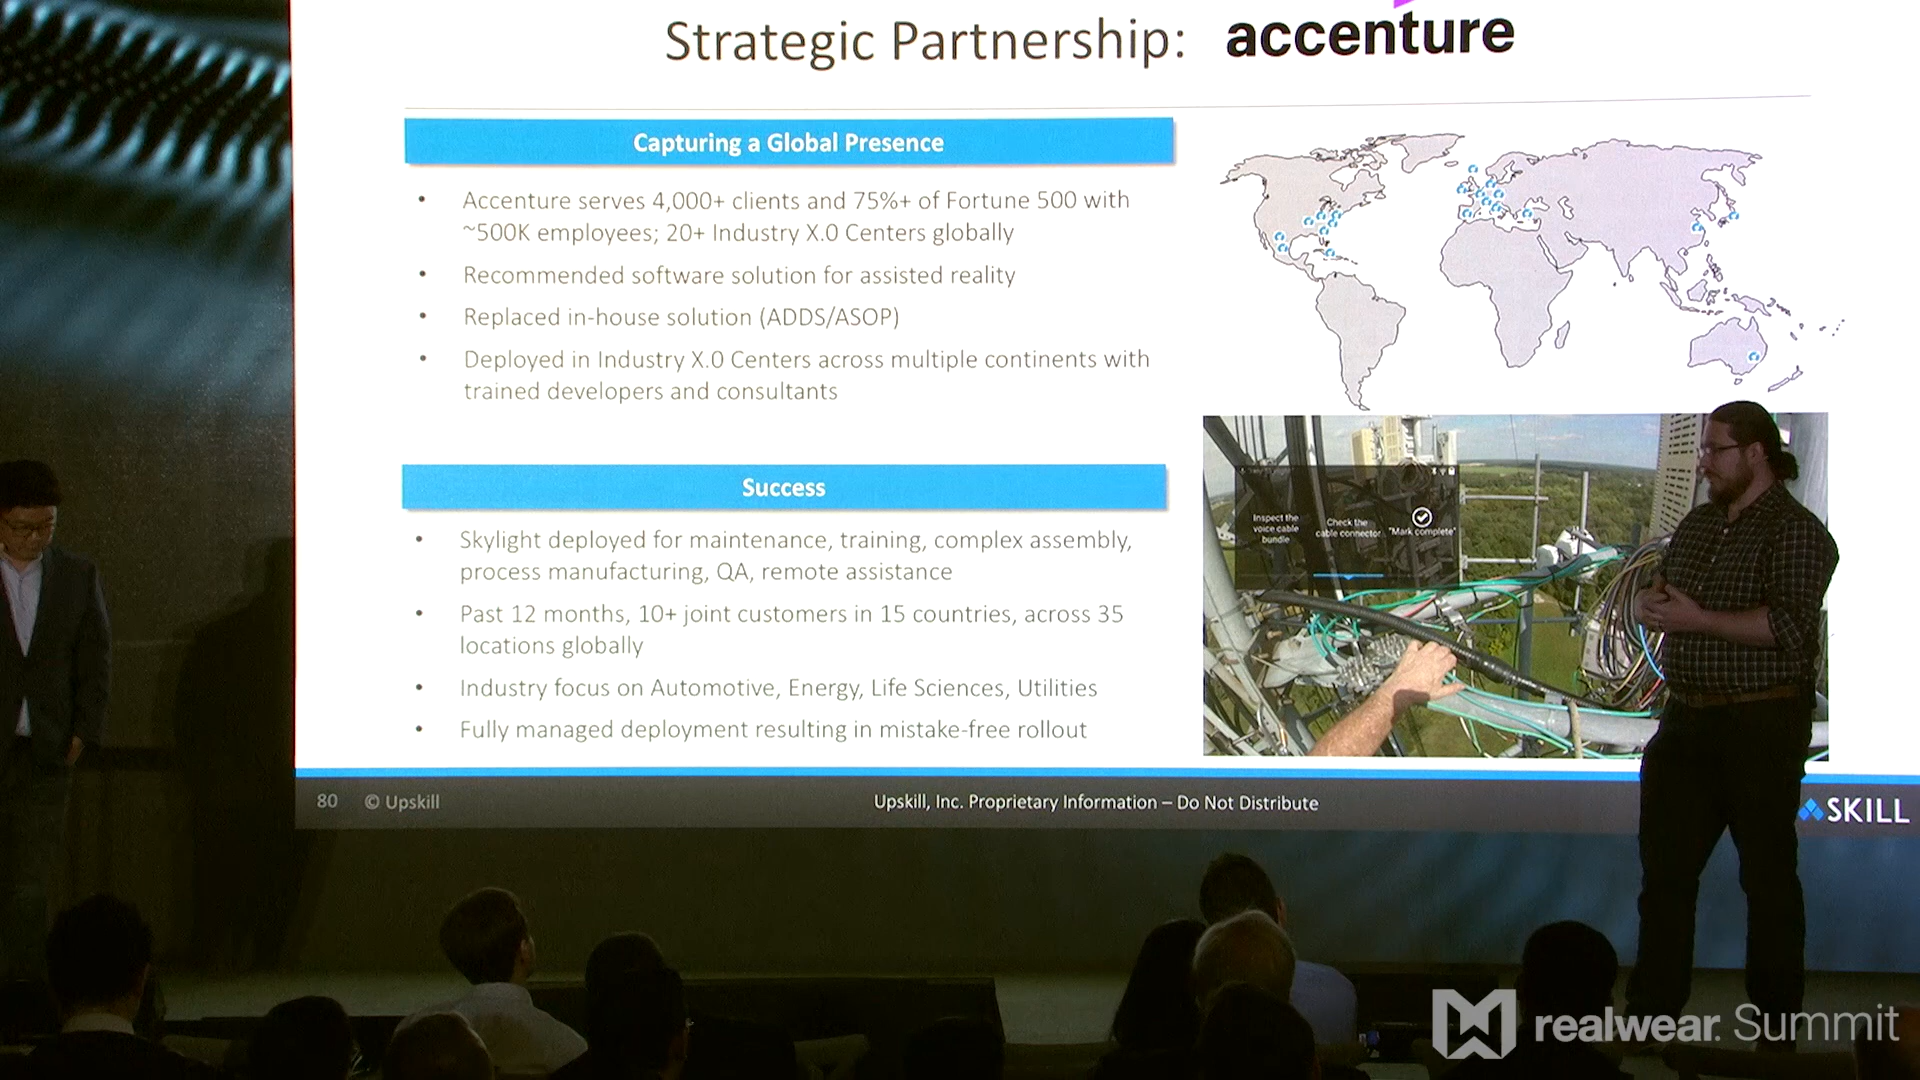 Strategic Partnership: accenture
Capturing a Global Presence
• Accenture serves 4,000+ clients and 75%+ of Fortune 500 with
~500K employees; 20+ Industry X.0 Centers globally
• Recommended software solution for assisted reality
• Replaced in-house solution (ADDS/ASOP)
• Deployed in Industry X.0 Centers across multiple continents with
trained developers and consultants
Success
• Skylight deployed for maintenance, training, complex assembly,
process manufacturing, QA, remote assistance
• Past 12 months, 10+ joint customers in 15 countries, across 35
locations globally
• Industry focus on Automotive, Energy, Life Sciences, Utilities
• Fully managed deployment resulting in mistake-free rollout
Inspect the
voice cable
bundle
Check the
cable connector
"Mark complete"
80 © Upskill
Upskill, Inc. Proprietary Information – Do Not Distribute
SKILL
realwear. Summit